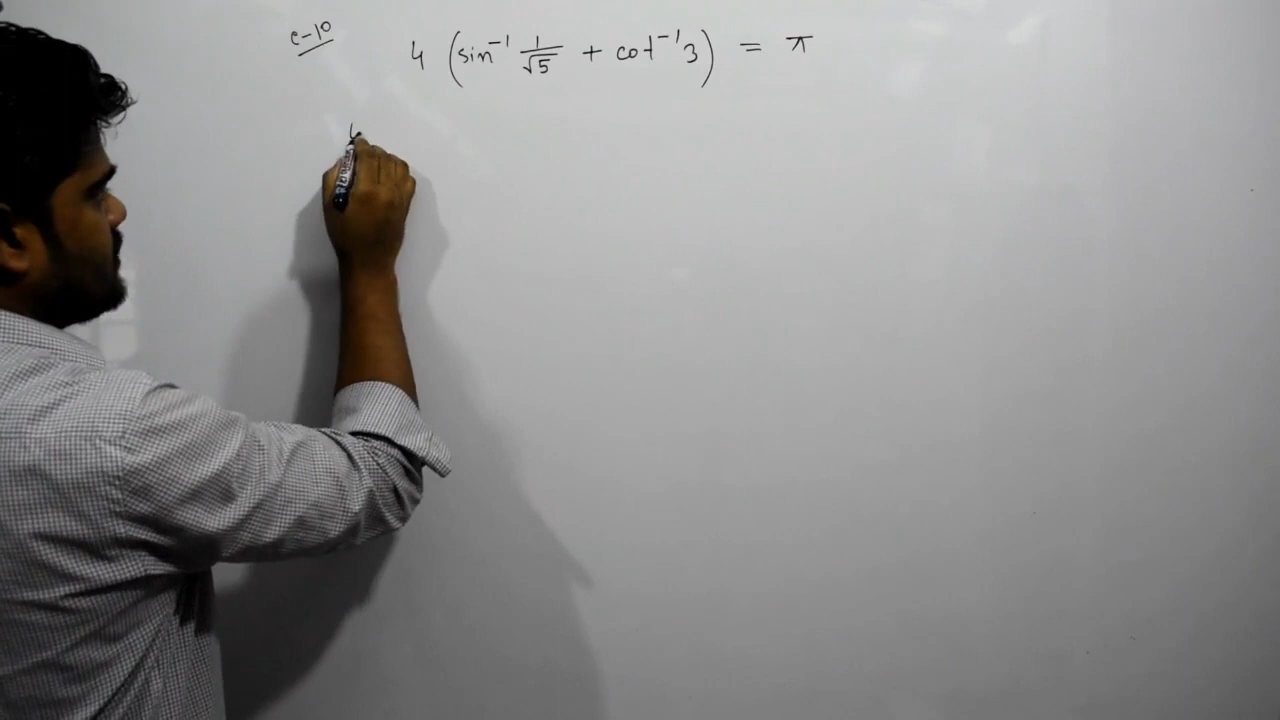 e-10
4 (sin⁻¹ 1/√5 + cot⁻¹ 3) = π